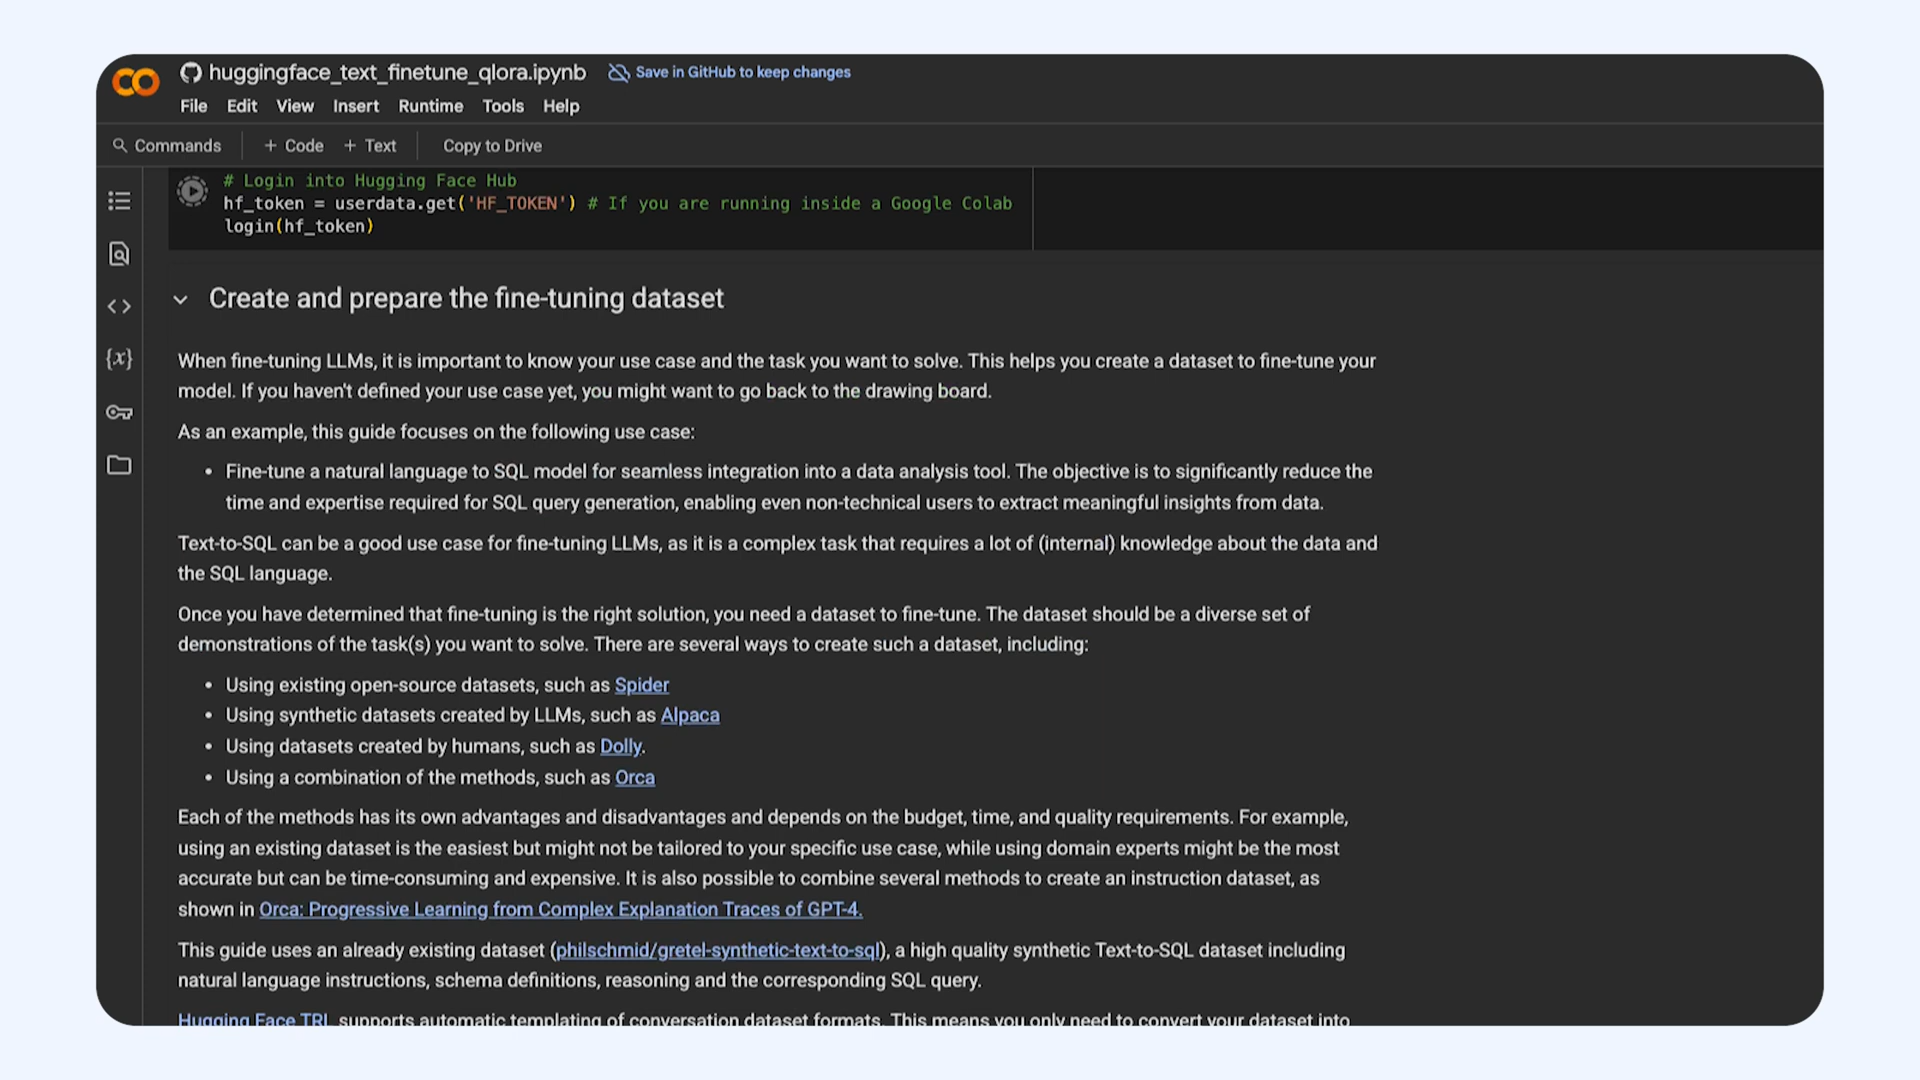 huggingface_text_finetune_qlora.ipynb Save in GitHub to keep changes
File Edit View Insert Runtime Tools Help
Commands + Code + Text Copy to Drive
# Login into Hugging Face Hub
hf_token = userdata.get('HF_TOKEN') # If you are running inside a Google Colab
login(hf_token)
Create and prepare the fine-tuning dataset
When fine-tuning LLMs, it is important to know your use case and the task you want to solve. This helps you create a dataset to fine-tune your
model. If you haven't defined your use case yet, you might want to go back to the drawing board.
As an example, this guide focuses on the following use case:
• Fine-tune a natural language to SQL model for seamless integration into a data analysis tool. The objective is to significantly reduce the
time and expertise required for SQL query generation, enabling even non-technical users to extract meaningful insights from data.
Text-to-SQL can be a good use case for fine-tuning LLMs, as it is a complex task that requires a lot of (internal) knowledge about the data and
the SQL language.
Once you have determined that fine-tuning is the right solution, you need a dataset to fine-tune. The dataset should be a diverse set of
demonstrations of the task(s) you want to solve. There are several ways to create such a dataset, including:
• Using existing open-source datasets, such as Spider
• Using synthetic datasets created by LLMs, such as Alpaca
• Using datasets created by humans, such as Dolly.
• Using a combination of the methods, such as Orca
Each of the methods has its own advantages and disadvantages and depends on the budget, time, and quality requirements. For example,
using an existing dataset is the easiest but might not be tailored to your specific use case, while using domain experts might be the most
accurate but can be time-consuming and expensive. It is also possible to combine several methods to create an instruction dataset, as
shown in Orca: Progressive Learning from Complex Explanation Traces of GPT-4.
This guide uses an already existing dataset (philschmid/gretel-synthetic-text-to-sql), a high quality synthetic Text-to-SQL dataset including
natural language instructions, schema definitions, reasoning and the corresponding SQL query.
Hugging Face TRL supports automatic templating of conversation dataset formats. This means you only need to convert your dataset into